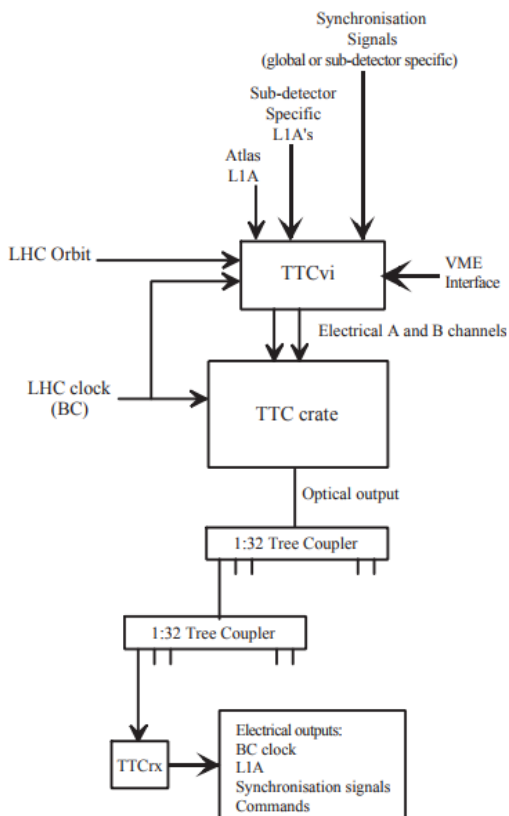 Synchronisation
Signals
(global or sub-detector specific)
Sub-detector
Specific
L1A's
Atlas
L1A
LHC Orbit
TTCvi
VME
Interface
Electrical A and B channels
LHC clock
(BC)
TTC crate
Optical output
1:32 Tree Coupler
1:32 Tree Coupler
TTCrx
Electrical outputs:
BC clock
L1A
Synchronisation signals
Commands